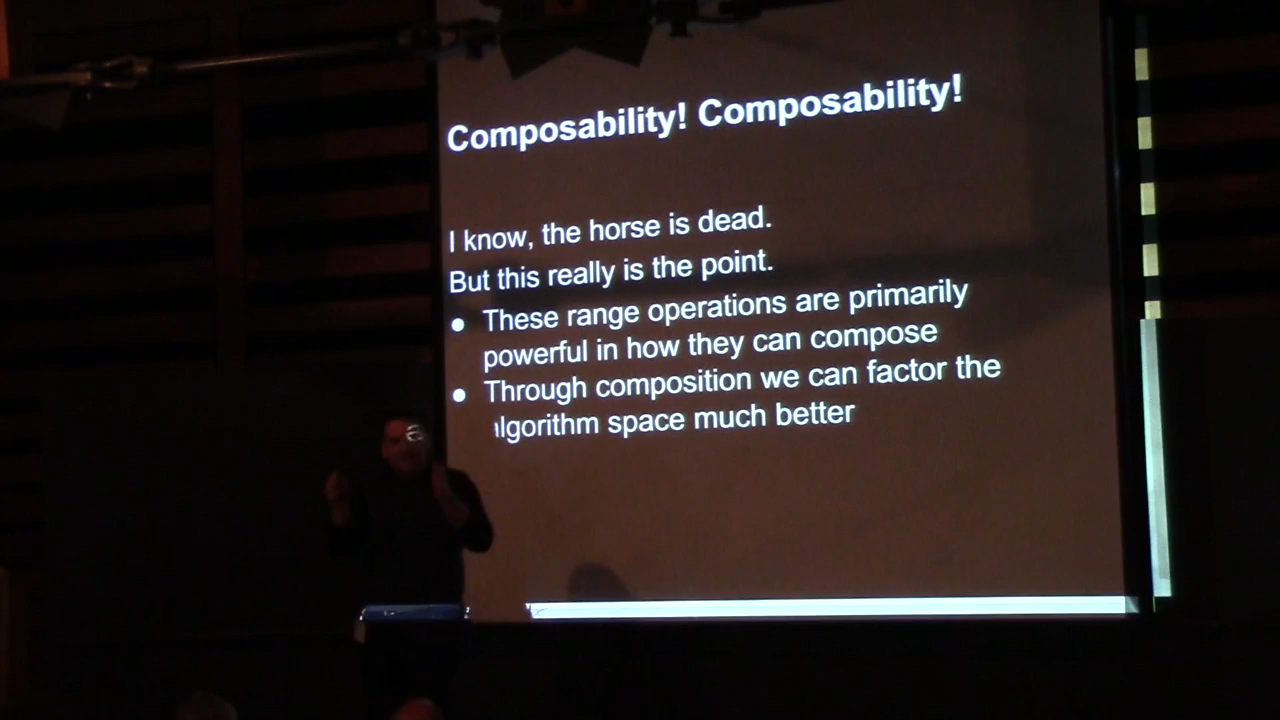 Composability! Composability!
I know, the horse is dead.
But this really is the point.
● These range operations are primarily
powerful in how they can compose
● Through composition we can factor the
algorithm space much better